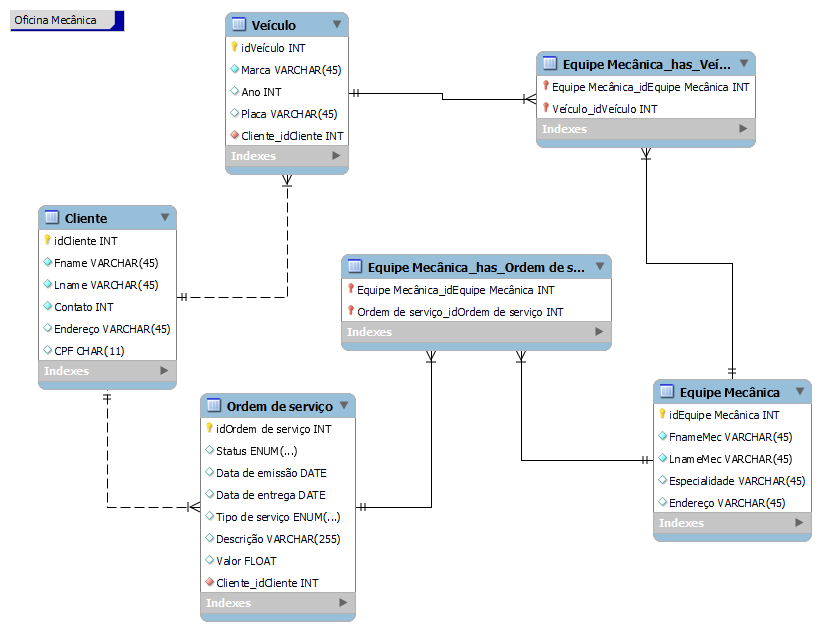 Oficina Mecânica
Veículo
idVeículo INT
Marca VARCHAR(45)
Ano INT
Placa VARCHAR(45)
Cliente_idCliente INT
Indexes
Equipe Mecânica_has_Veí...
Equipe Mecânica_idEquipe Mecânica INT
Veículo_idVeículo INT
Indexes
Cliente
idCliente INT
Fname VARCHAR(45)
Lname VARCHAR(45)
Contato INT
Endereço VARCHAR(45)
CPF CHAR(11)
Indexes
Equipe Mecânica_has_Ordem de s...
Equipe Mecânica_idEquipe Mecânica INT
Ordem de serviço_idOrdem de serviço INT
Indexes
Ordem de serviço
idOrdem de serviço INT
Status ENUM(...)
Data de emissão DATE
Data de entrega DATE
Tipo de serviço ENUM(...)
Descrição VARCHAR(255)
Valor FLOAT
Cliente_idCliente INT
Indexes
Equipe Mecânica
idEquipe Mecânica INT
FnameMec VARCHAR(45)
LnameMec VARCHAR(45)
Especialidade VARCHAR(45)
Endereço VARCHAR(45)
Indexes